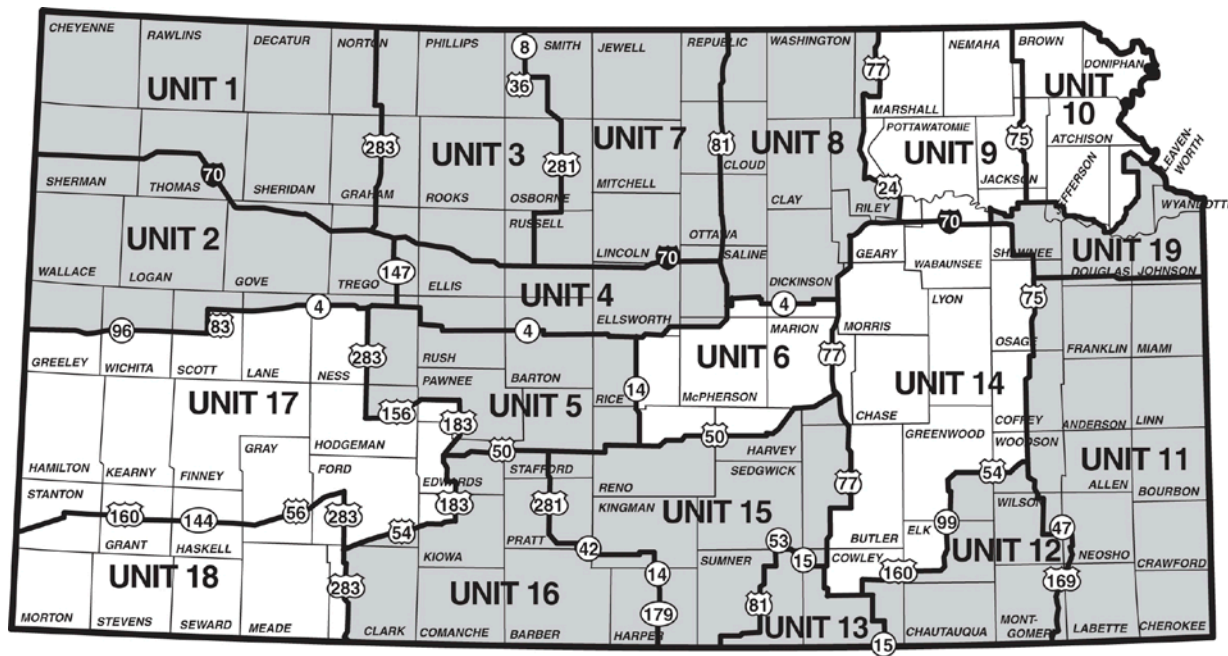 CHEYENNE
RAWLINS
DECATUR
NORTON
PHILLIPS
8
SMITH
JEWELL
REPUBLIC
WASHINGTON
77
NEMAHA
BROWN
DONIPHAN
UNIT 1
36
MARSHALL
UNIT
10
283
UNIT 3
281
UNIT 7
81
CLOUD
UNIT 8
POTTAWATOMIE
UNIT 9
75
ATCHISON
LEAVEN-
WORTH
SHERMAN
70
THOMAS
SHERIDAN
GRAHAM
ROOKS
OSBORNE
MITCHELL
CLAY
24
RILEY
JACKSON
JEFFERSON
WYANDOTTE
RUSSELL
UNIT 2
OTTAWA
70
WALLACE
LOGAN
GOVE
147
TREGO
ELLIS
LINCOLN
70
SALINE
DICKINSON
GEARY
WABAUNSEE
SHAWNEE
UNIT 19
DOUGLAS
JOHNSON
UNIT 4
ELLSWORTH
4
4
LYON
75
96
83
4
MARION
MORRIS
OSAGE
GREELEY
WICHITA
SCOTT
LANE
NESS
283
RUSH
BARTON
UNIT 6
77
FRANKLIN
MIAMI
PAWNEE
14
RICE
McPHERSON
UNIT 14
UNIT 17
156
183
UNIT 5
CHASE
COFFEY
ANDERSON
LINN
50
50
HODGEMAN
GRAY
STAFFORD
HARVEY
GREENWOOD
WOODSON
HAMILTON
KEARNY
FINNEY
FORD
EDWARDS
RENO
SEDGWICK
77
54
UNIT 11
ALLEN
BOURBON
STANTON
183
281
KINGMAN
UNIT 15
WILSON
160
144
56
283
54
PRATT
42
53
BUTLER
ELK
99
47
GRANT
HASKELL
KIOWA
SUMNER
15
COWLEY
160
UNIT 12
NEOSHO
CRAWFORD
UNIT 18
283
UNIT 16
14
81
169
MORTON
STEVENS
SEWARD
MEADE
CLARK
COMANCHE
BARBER
HARPER
179
UNIT 13
15
CHAUTAUQUA
MONT-
GOMER
LABETTE
CHEROKEE